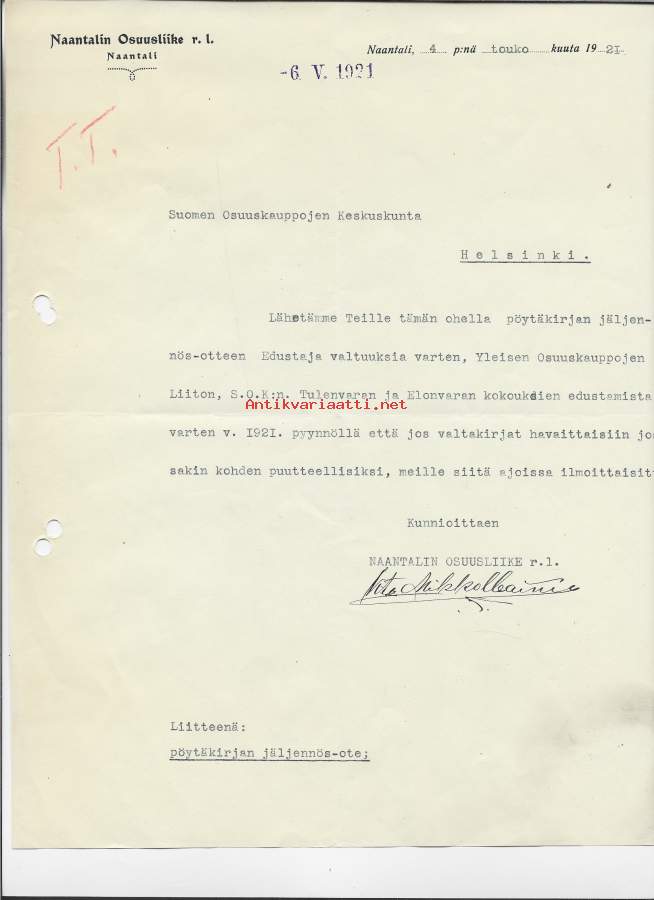 Naantalin Osuusliike r. l.
Naantali
Naantali, 4 p:nä touko kuuta 1921
-6. V. 1921
T.T.
Suomen Osuuskauppojen Keskuskunta
Helsinki.
Lähetämme Teille tämän ohella pöytäkirjan jäljen-
nös-otteen Edustaja valtuuksia varten, Yleisen Osuuskauppojen
Liiton, S.O.K:n. Tulenvaran ja Elonvaran kokouksien edustamista
Antikvariaatti.net
varten v. 1921. pyynnöllä että jos valtakirjat havaittaisiin jo
sakin kohden puutteellisiksi, meille siitä ajoissa ilmoittaisit
Kunnioittaen
NAANTALIN OSUUSLIIKE r.l.
Liitteenä:
pöytäkirjan jäljennös-ote;